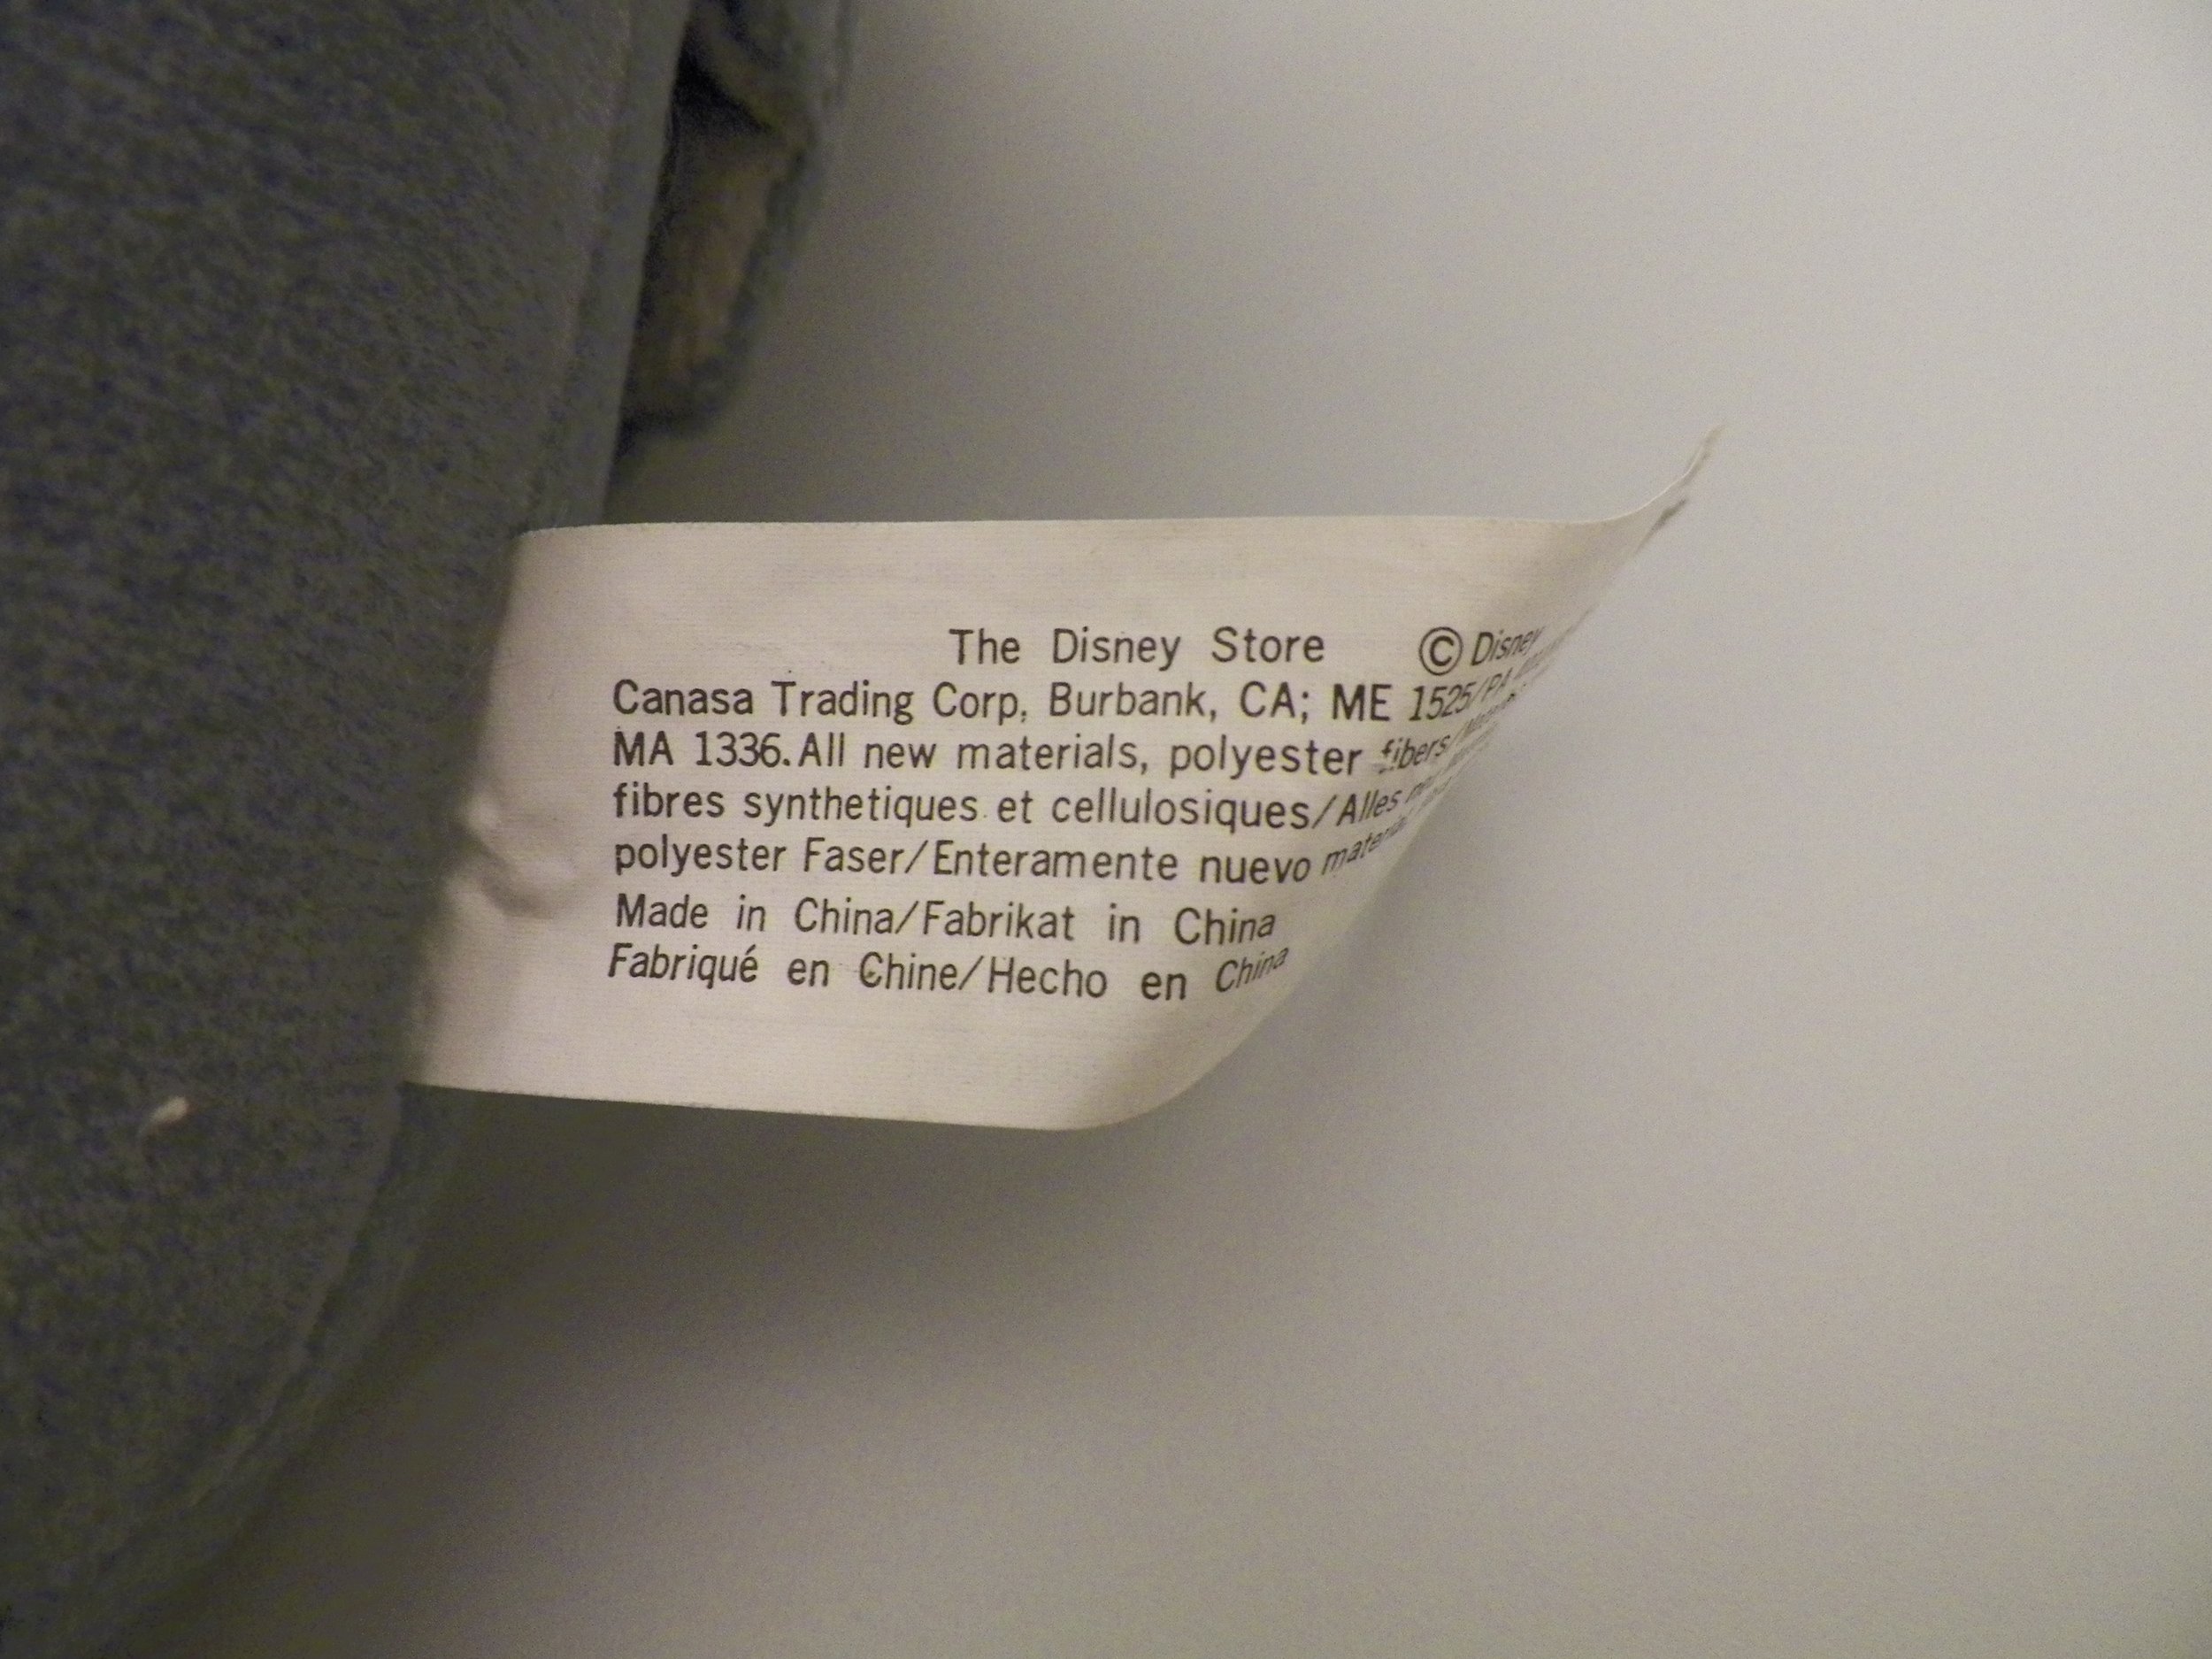 The Disney Store © Disney
Canasa Trading Corp. Burbank, CA; ME 1525/PA
MA 1336. All new materials, polyester fibers/
fibres synthetiques et cellulosiques/Alles
polyester Faser/Enteramente nuevo
Made in China/Fabrikat in China
Fabriqué en Chine/Hecho en China